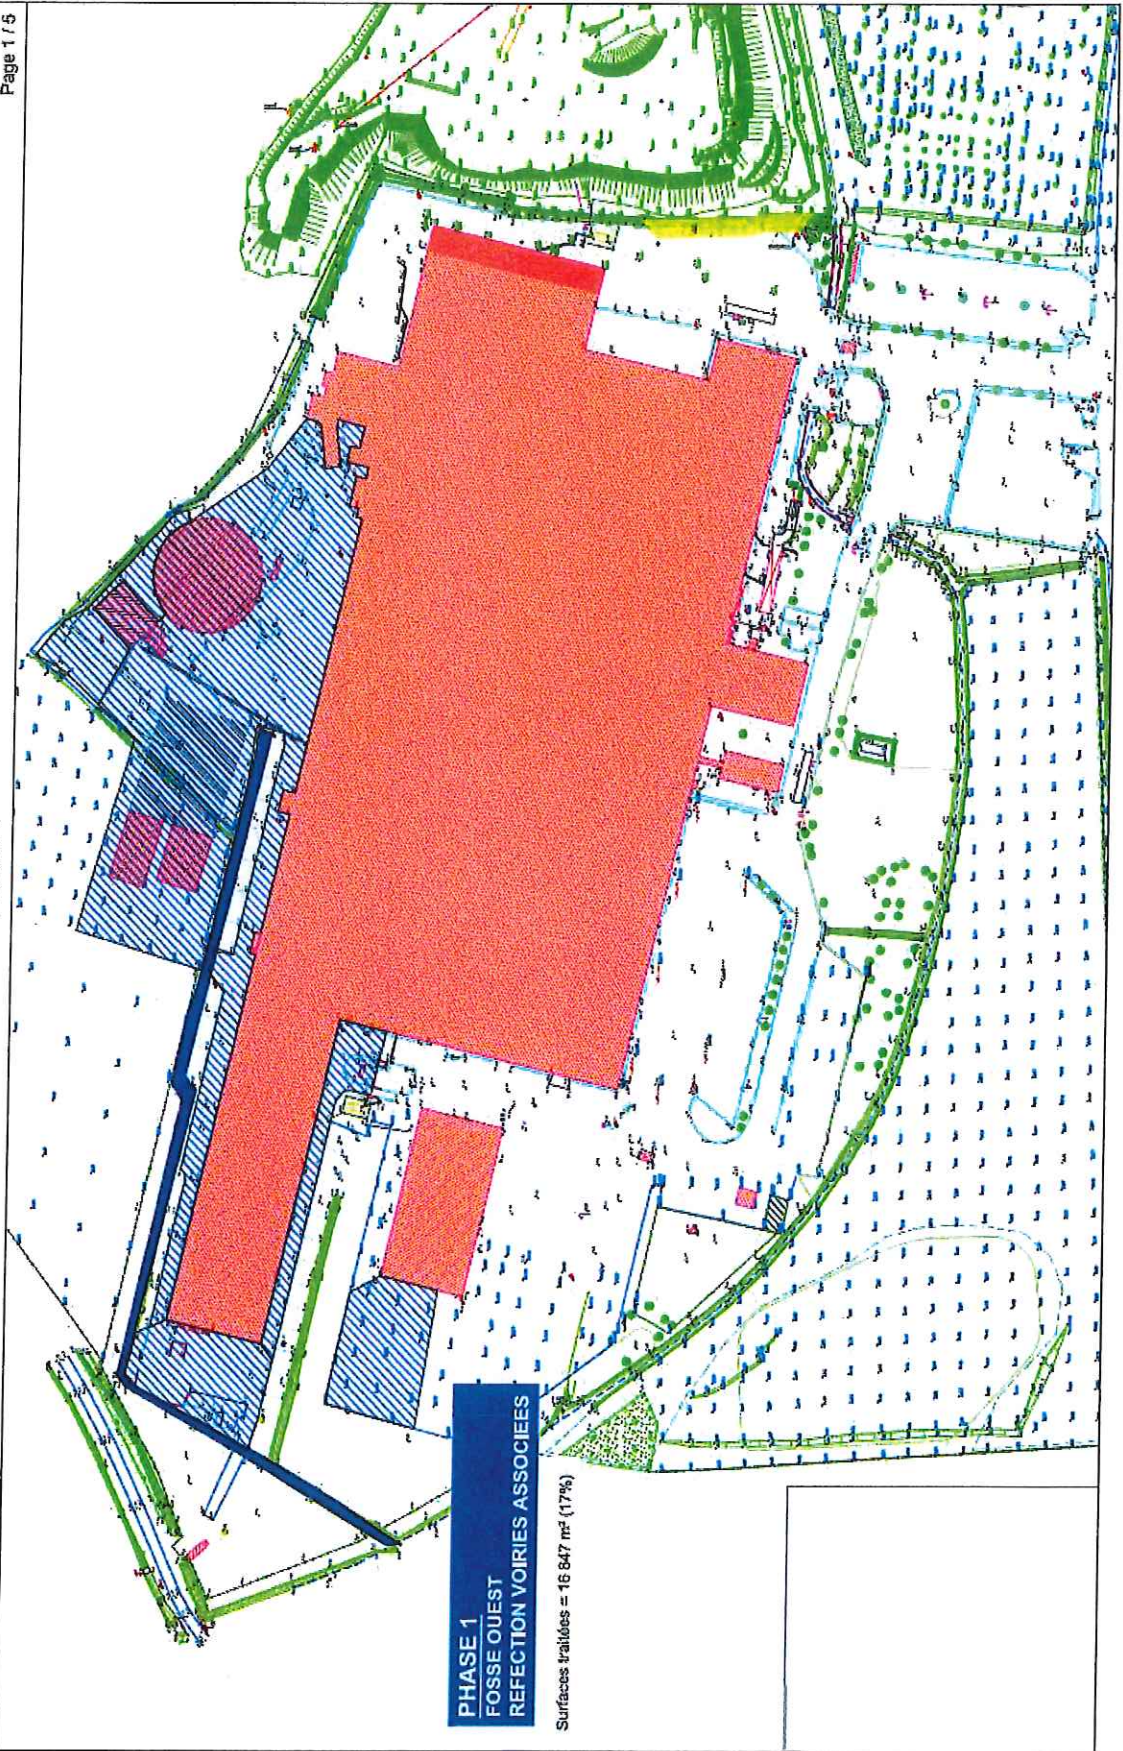 Page 1 / 5
PHASE 1
FOSSE OUEST
REFECTION VOIRIES ASSOCIEES
Surfaces traitées = 16 847 m² (17%)